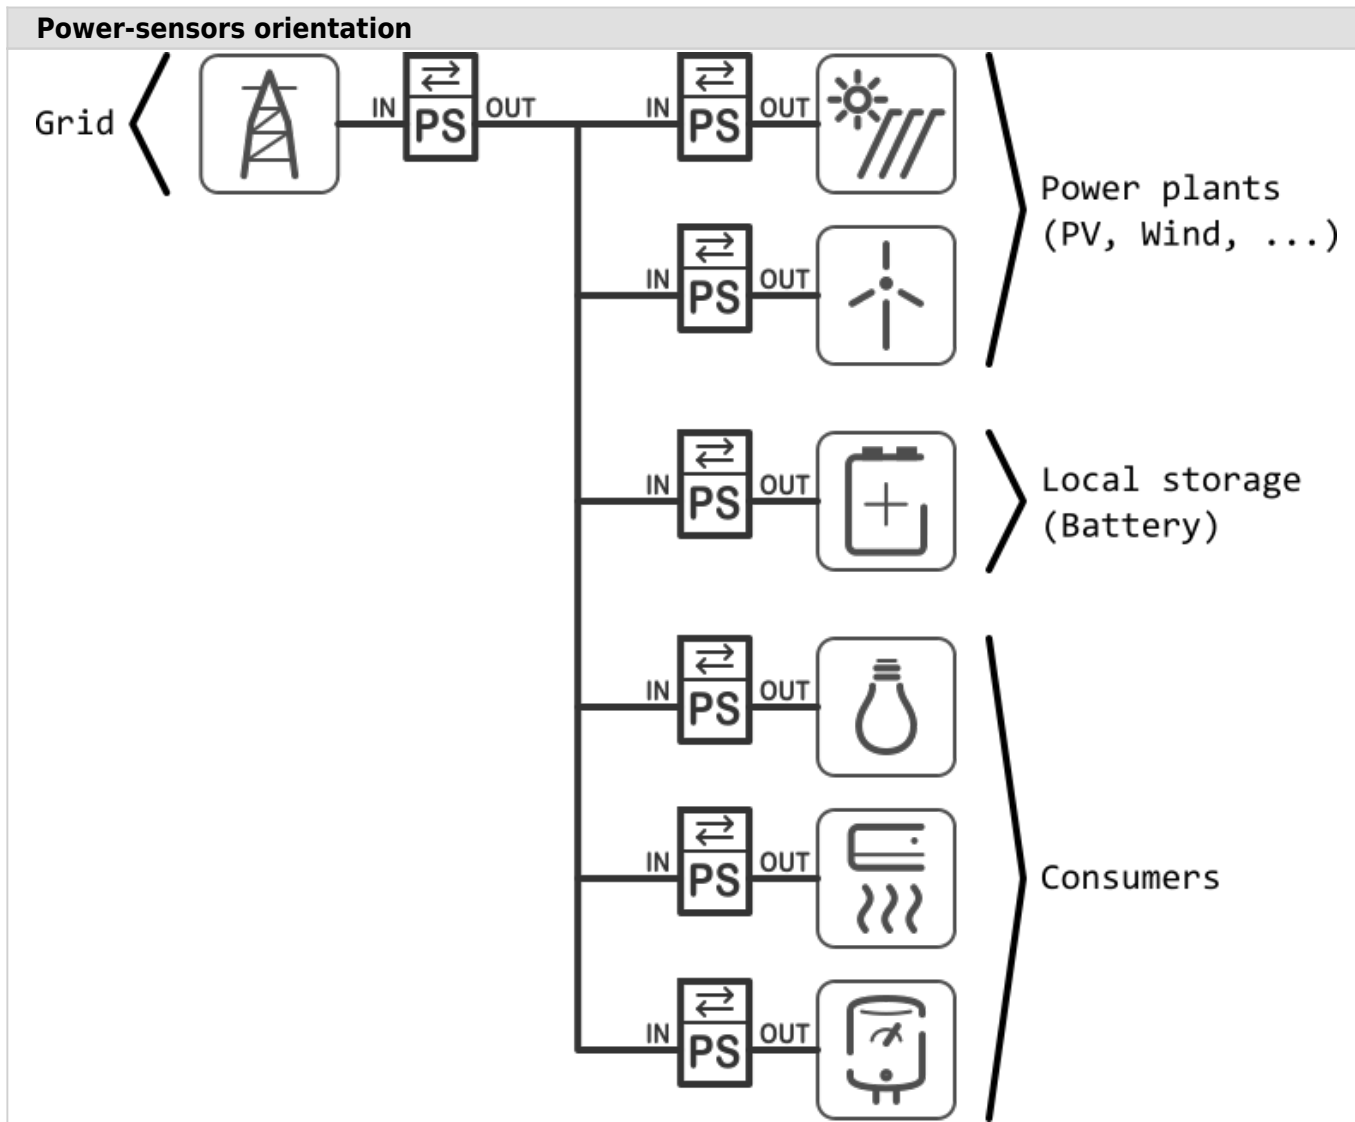 Power-sensors orientation
Grid
IN PS OUT
IN PS OUT
Power plants
(PV, Wind, ...)
IN PS OUT
IN PS OUT
Local storage
(Battery)
IN PS OUT
IN PS OUT
Consumers
IN PS OUT